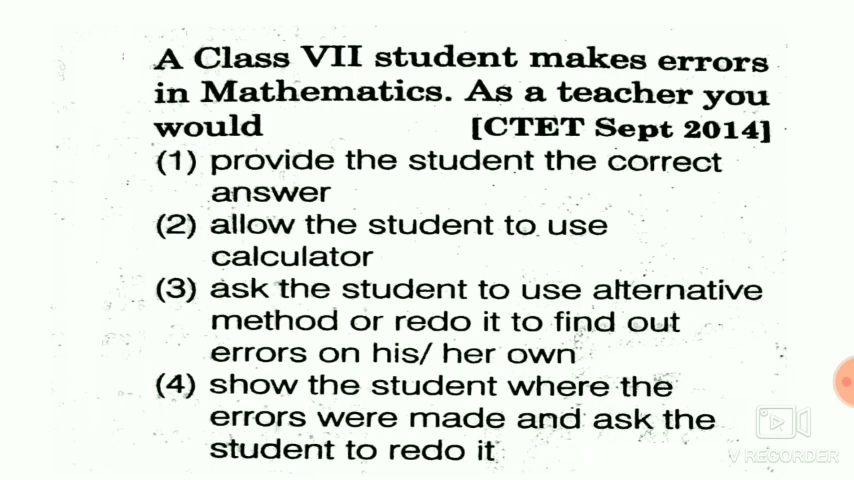 A Class VII student makes errors
in Mathematics. As a teacher you
would [CTET Sept 2014]
(1) provide the student the correct
answer
(2) allow the student to use
calculator
(3) ask the student to use alternative
method or redo it to find out
errors on his/ her own
(4) show the student where the
errors were made and ask the
student to redo it
V RECORDER